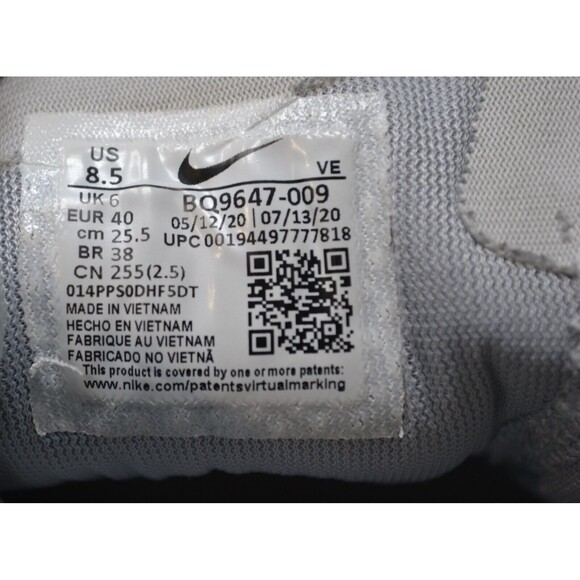 US
8.5
VE
UK 6
BQ9647-009
EUR 40
05/12/20 | 07/13/20
cm 25.5
UPC 00194497777818
BR 38
CN 255(2.5)
014PPS0DHF5DT
MADE IN VIETNAM
HECHO EN VIETNAM
FABRIQUE AU VIETNAM
FABRICADO NO VIETNÃ
This product is covered by one or more patents:
www.nike.com/patentsvirtualmarking